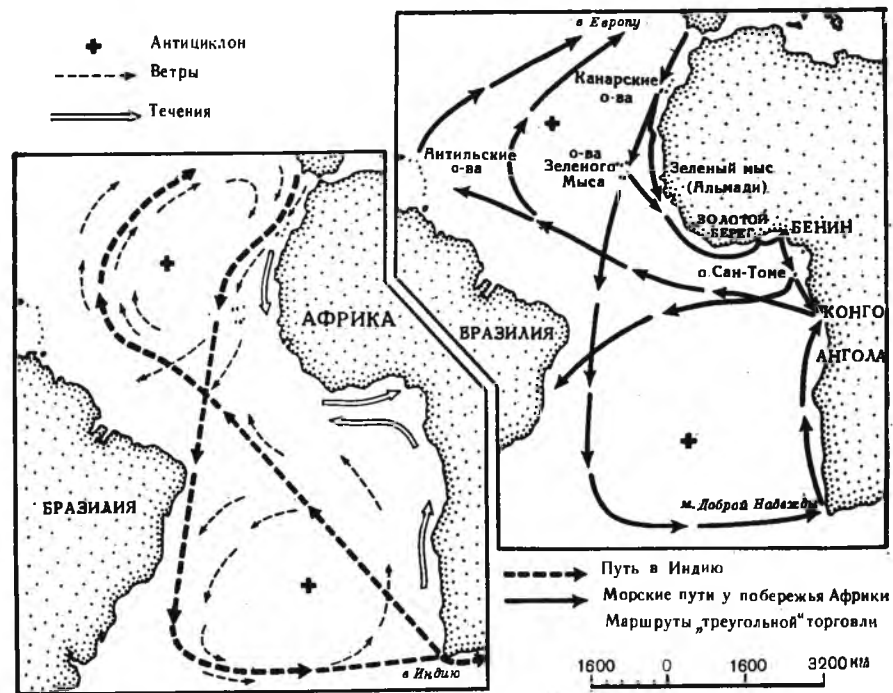 Антициклон
Ветры
Течения
в Европу
Канарские
о-ва
Антильские
о-ва
о-ва
Зеленого
Мыса
Зеленый мыс
(Альмади)
ЗОЛОТОЙ
БЕРЕГ
БЕНИН
о. Сан-Томе
КОНГО
АНГОЛА
БРАЗИЛИЯ
м. Доброй Надежды
АФРИКА
БРАЗИЛИЯ
в Индию
Путь в Индию
Морские пути у побережья Африки
Маршруты „треугольной" торговли
1600 0 1600 3200 км